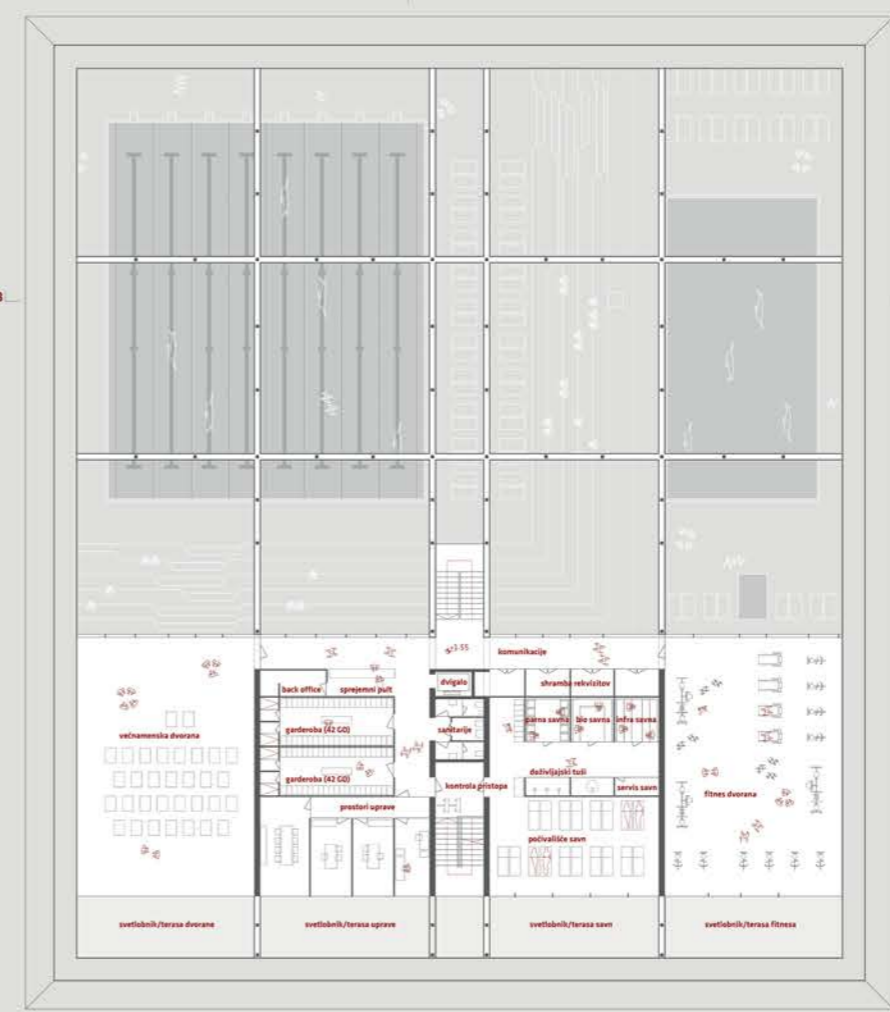 +3.55
komunikacije
dvigalo
shramba rekvizitov
back office
sprejemni pult
parna savna
bio savna
infra savna
garderoba (42 GO)
sanitarije
večnamenska dvorana
doživljajski tuši
garderoba (42 GO)
kontrola pristopa
servis savn
fitnes dvorana
prostori uprave
počivališče savn
svetlobnik/terasa dvorane
svetlobnik/terasa uprave
svetlobnik/terasa savn
svetlobnik/terasa fitnesa